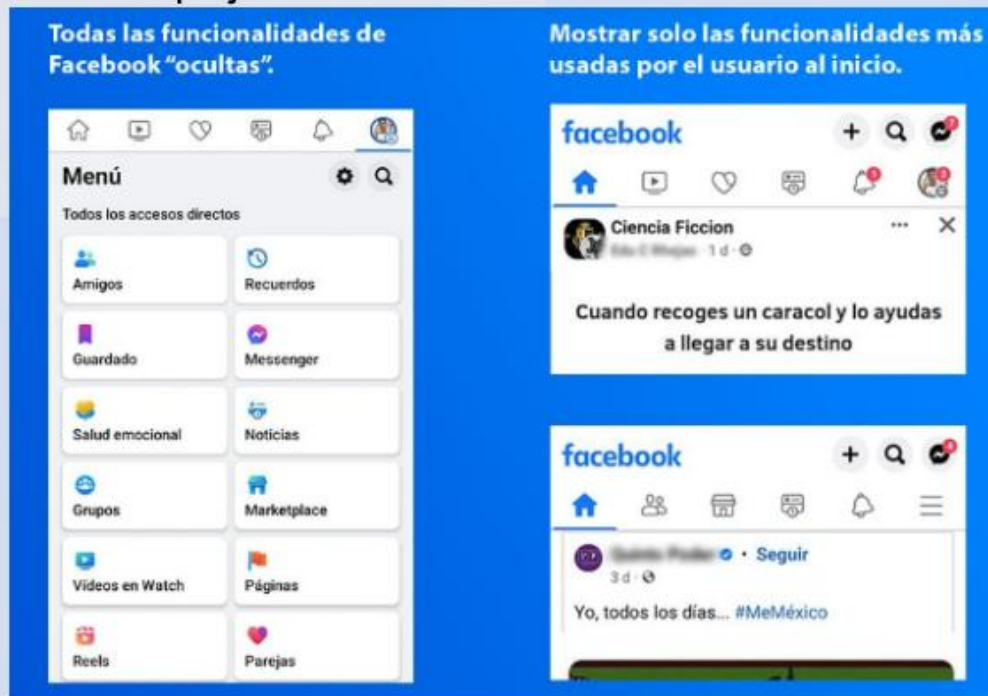 Todas las funcionalidades de
Facebook “ocultas”.
Menú
Todos los accesos directos
Amigos
Recuerdos
Guardado
Messenger
Salud emocional
Noticias
Grupos
Marketplace
Videos en Watch
Páginas
Reels
Parejas
Mostrar solo las funcionalidades más
usadas por el usuario al inicio.
facebook
Ciencia Ficcion
1 d
Cuando recoges un caracol y lo ayudas
a llegar a su destino
facebook
Seguir
3 d
Yo, todos los días... #MeMéxico